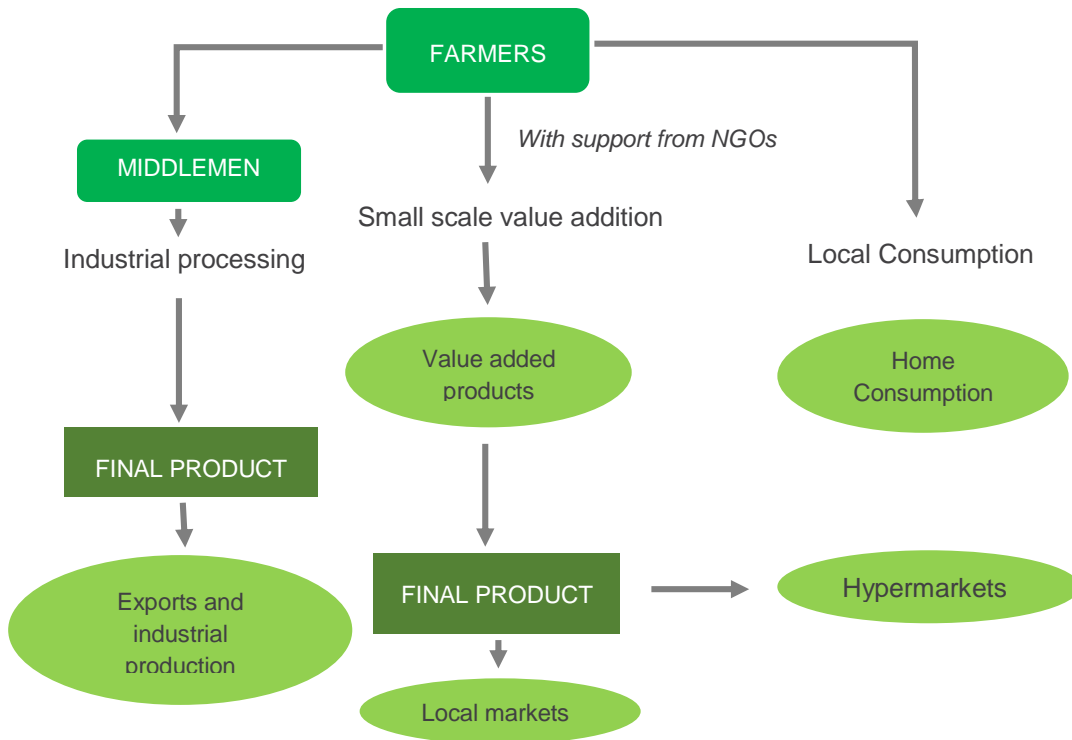 FARMERS
With support from NGOs
MIDDLEMEN
Small scale value addition
Industrial processing
Local Consumption
Value added
products
Home
Consumption
FINAL PRODUCT
FINAL PRODUCT
Hypermarkets
Exports and
industrial
production
Local markets